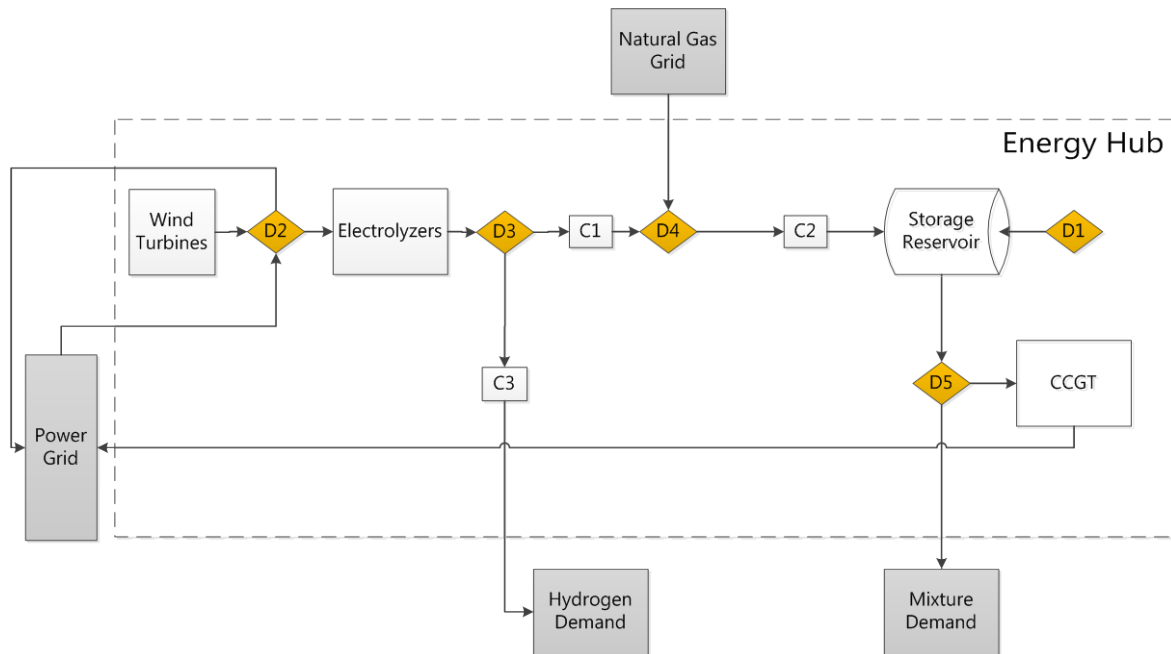 Natural Gas
Grid
Energy Hub
Wind
Turbines
D2
Electrolyzers
D3
C1
D4
C2
Storage
Reservoir
D1
C3
D5
CCGT
Power
Grid
Hydrogen
Demand
Mixture
Demand